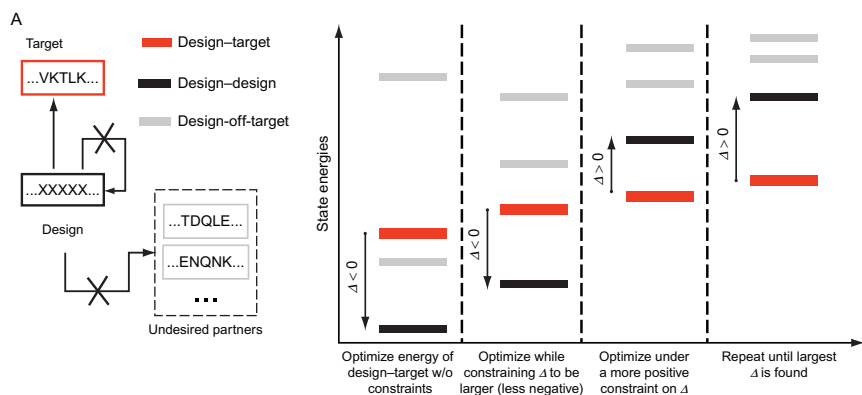 A
Target
...VKTLK...
...XXXXX...
Design
Design–target
Design–design
Design-off-target
...TDQLE...
...ENQNK...
...
Undesired partners
State energies
Δ < 0
Δ < 0
Δ > 0
Δ > 0
Optimize energy of
design–target w/o
constraints
Optimize while
constraining Δ to be
larger (less negative)
Optimize under
a more positive
constraint on Δ
Repeat until largest
Δ is found